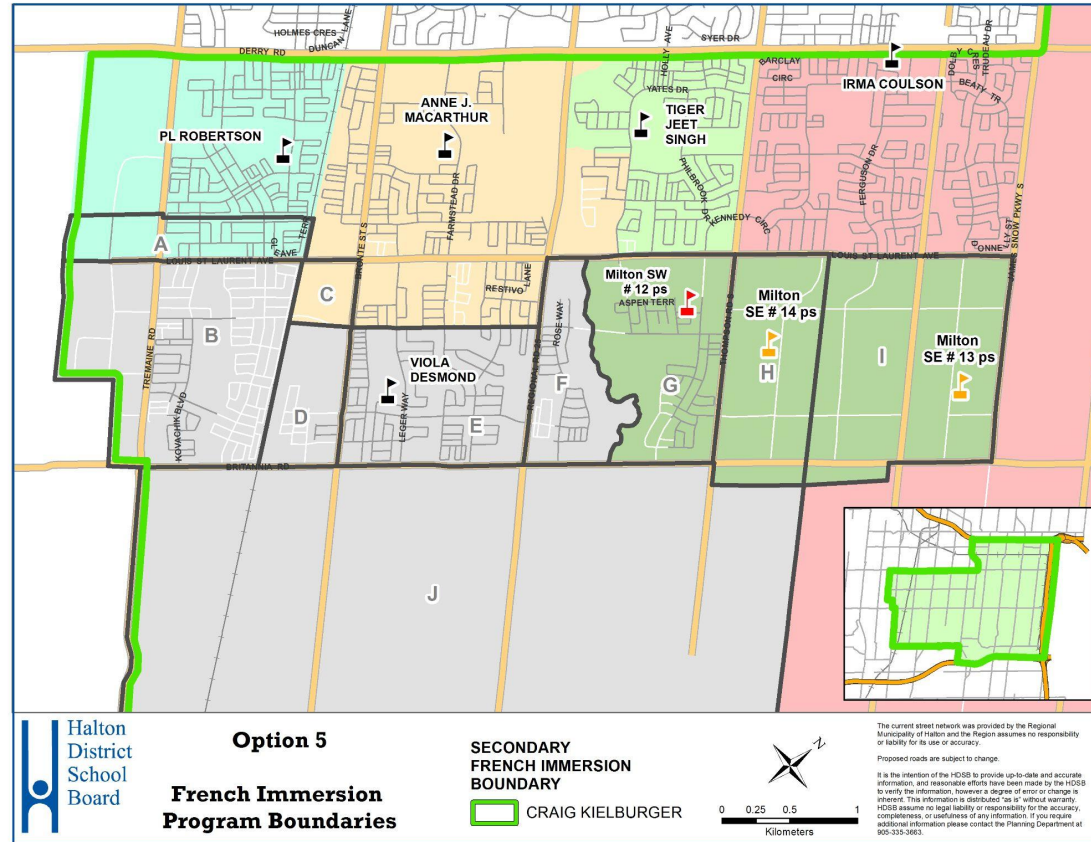 HOLMES CRES
DUNCAN LANE
DERRY RD
SYER DR
HOLLY AVE
BARCLAY
CIRC
DOLBY CRES
TRUDEAU DR
BEATY TR
IRMA COULSON
YATES DR
ANNE J.
MACARTHUR
TIGER
JEET
SINGH
PL ROBERTSON
PHILBROOK DR
FERGUSON DR
FARMSTEAD DR
KENNEDY CIRC
JAMES SNOW PKWY S
A
LOUIS ST LAURENT AVE
BRONTE ST S
LOUIS ST LAURENT AVE
C
RESTIVO
LANE
Milton SW
# 12 ps
ASPEN TERR
Milton
SE # 14 ps
THOMPSON RD S
TREMAINE RD
B
ROSE WAY
VIOLA
DESMOND
REGIONAL RD 25
F
G
H
I
Milton
SE # 13 ps
KOVACHIK BLVD
D
LEGER WAY
E
BRITANNIA RD
J
Halton
District
School
Board
Option 5
French Immersion
Program Boundaries
SECONDARY
FRENCH IMMERSION
BOUNDARY
CRAIG KIELBURGER
N
0 0.25 0.5 1
Kilometers
The current street network was provided by the Regional
Municipality of Halton and the Region assumes no responsibility
or liability for its use or accuracy.
Proposed roads are subject to change.
It is the intention of the HDSB to provide up-to-date and accurate
information, and reasonable efforts have been made by the HDSB
to verify the information, however a degree of error or change is
inherent. This information is distributed "as is" without warranty.
HDSB assume no legal liability or responsibility for the accuracy,
completeness, or usefulness of any information. If you require
additional information please contact the Planning Department at
905-335-3663.